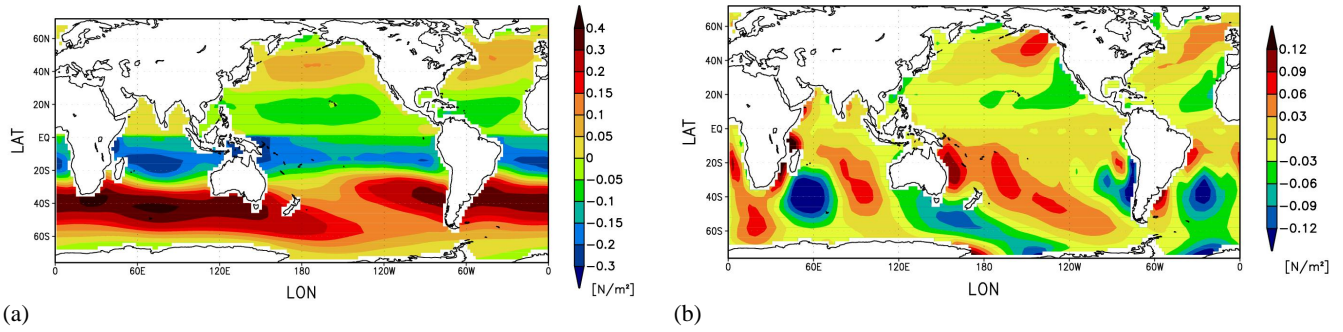 60N
40N
20N
EQ
20S
40S
60S
LAT
0
60E
120E
180
120W
60W
0
LON
0.4
0.3
0.2
0.15
0.1
0.05
0
-0.05
-0.1
-0.15
-0.2
-0.3
[N/m²]
(a)
60N
40N
20N
EQ
20S
40S
60S
LAT
0
60E
120E
180
120W
60W
0
LON
0.12
0.09
0.06
0.03
0
-0.03
-0.06
-0.09
-0.12
[N/m²]
(b)